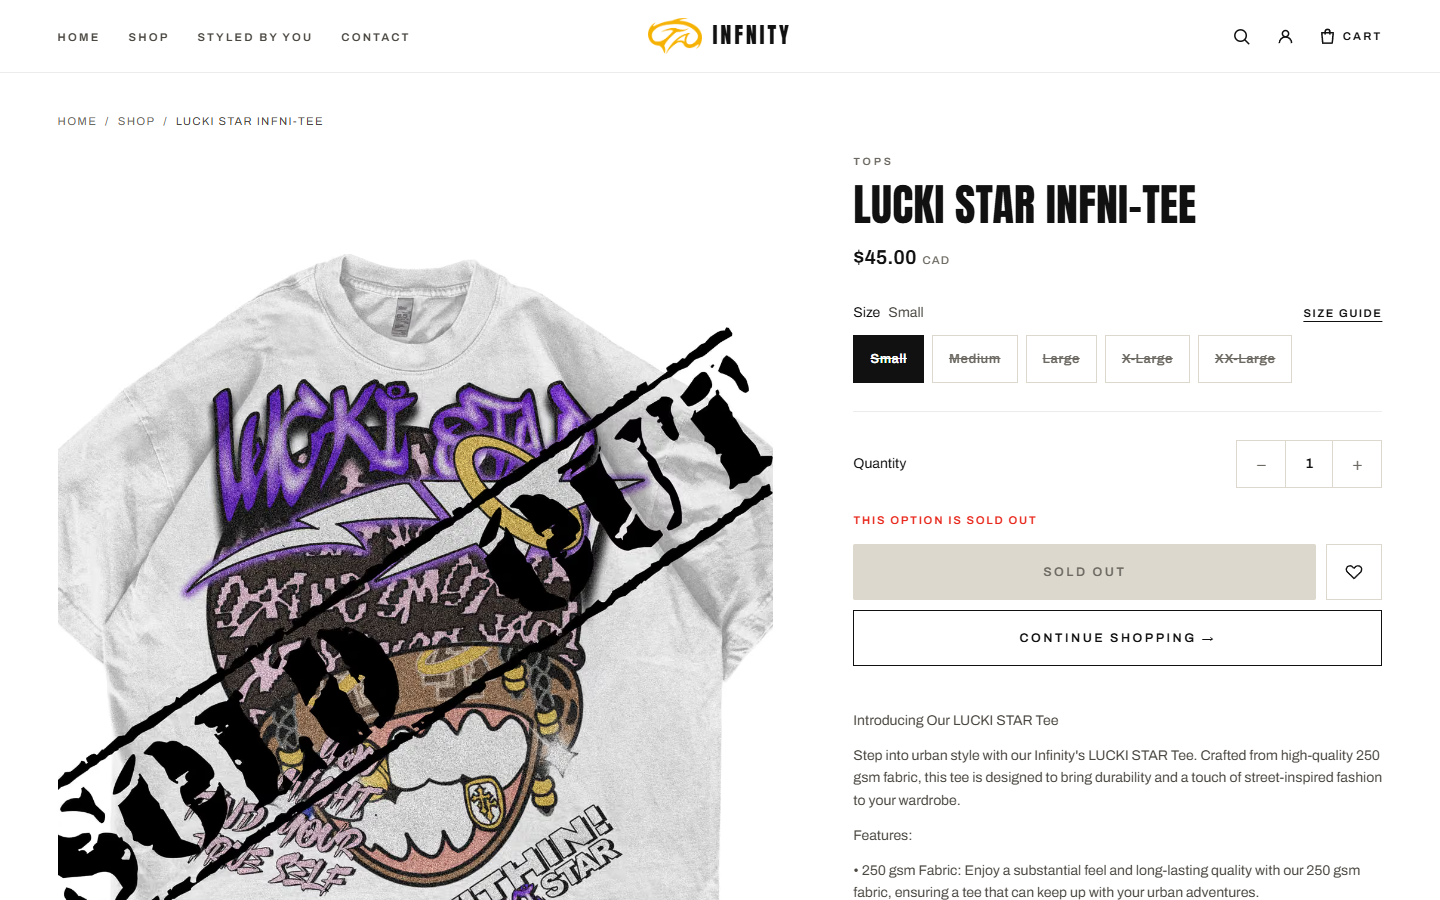 HOME
SHOP
STYLED BY YOU
CONTACT
INFNITY
CART
HOME / SHOP / LUCKI STAR INFNI-TEE
LUCKI STAR
SOLD OUT
YOUR
SELF
STAR
TOPS
LUCKI STAR INFNI-TEE
$45.00 CAD
Size Small
SIZE GUIDE
Small
Medium
Large
X-Large
XX-Large
Quantity
− 1 +
THIS OPTION IS SOLD OUT
SOLD OUT
CONTINUE SHOPPING →
Introducing Our LUCKI STAR Tee
Step into urban style with our Infinity's LUCKI STAR Tee. Crafted from high-quality 250
gsm fabric, this tee is designed to bring durability and a touch of street-inspired fashion
to your wardrobe.
Features:
• 250 gsm Fabric: Enjoy a substantial feel and long-lasting quality with our 250 gsm
fabric, ensuring a tee that can keep up with your urban adventures.